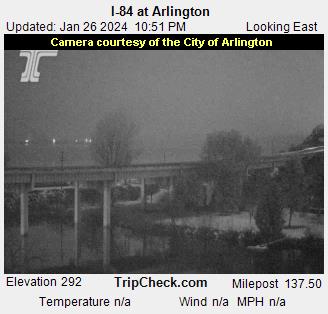 I-84 at Arlington
Updated: Jan 26 2024 10:51 PM Looking East
Camera courtesy of the City of Arlington
Elevation 292 TripCheck.com Milepost 137.50
Temperature n/a Wind n/a MPH n/a